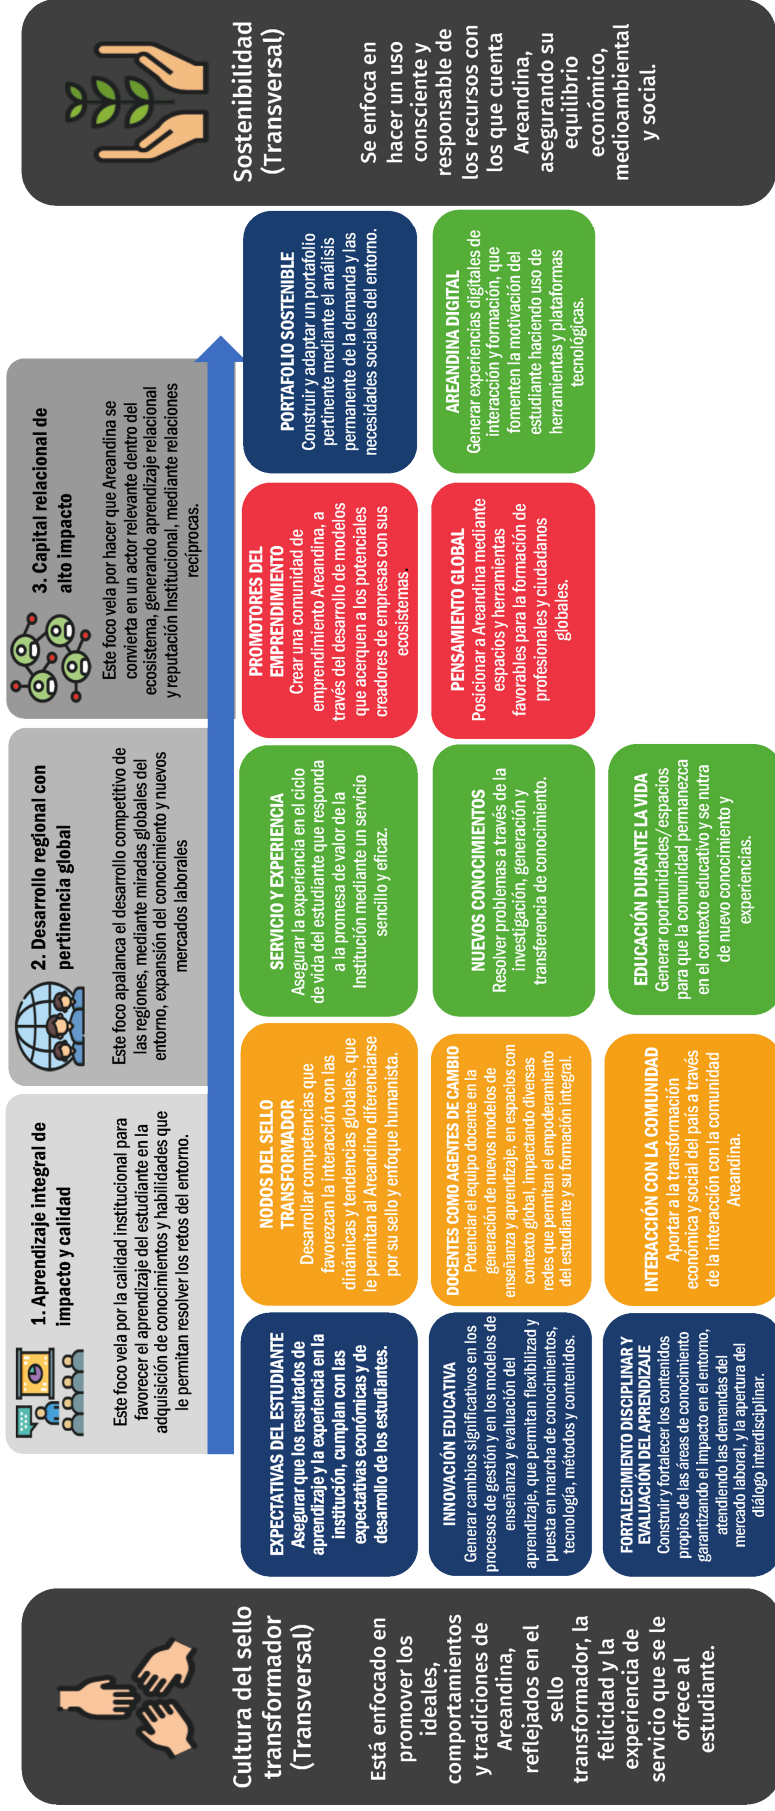 Cultura del sello
transformador
(Transversal)
Está enfocado en
promover los
ideales,
comportamientos
y tradiciones de
Areandina,
reflejados en el
sello
transformador, la
felicidad y la
experiencia de
servicio que se le
ofrece al
estudiante.
1. Aprendizaje integral de
impacto y calidad
Este foco vela por la calidad institucional para
favorecer el aprendizaje del estudiante en la
adquisición de conocimientos y habilidades que
le permitan resolver los retos del entorno.
2. Desarrollo regional con
pertinencia global
Este foco apalanca el desarrollo competitivo de
las regiones, mediante miradas globales del
entorno, expansión del conocimiento y nuevos
mercados laborales
3. Capital relacional de
alto impacto
Este foco vela por hacer que Areandina se
convierta en un actor relevante dentro del
ecosistema, generando aprendizaje relacional
y reputación Institucional, mediante relaciones
recíprocas.
EXPECTATIVAS DEL ESTUDIANTE
Asegurar que los resultados de
aprendizaje y la experiencia en la
institución, cumplan con las
expectativas económicas y de
desarrollo de los estudiantes.
NODOS DEL SELLO
TRANSFORMADOR
Desarrollar competencias que
favorezcan la interacción con las
dinámicas y tendencias globales, que
le permitan al Areandino diferenciarse
por su sello y enfoque humanista.
SERVICIO Y EXPERIENCIA
Asegurar la experiencia en el ciclo
de vida del estudiante que responda
a la promesa de valor de la
Institución mediante un servicio
sencillo y eficaz.
PROMOTORES DEL
EMPRENDIMIENTO
Crear una comunidad de
emprendimiento Areandina, a
través del desarrollo de modelos
que acerquen a los potenciales
creadores de empresas con sus
ecosistemas.
PORTAFOLIO SOSTENIBLE
Construir y adaptar un portafolio
pertinente mediante el análisis
permanente de la demanda y las
necesidades sociales del entorno.
INNOVACIÓN EDUCATIVA
Generar cambios significativos en los
procesos de gestión y en los modelos de
enseñanza y evaluación del
aprendizaje, que permitan flexibilizad y
puesta en marcha de conocimientos,
tecnología, métodos y contenidos.
DOCENTES COMO AGENTES DE CAMBIO
Potenciar el equipo docente en la
generación de nuevos modelos de
enseñanza y aprendizaje, en espacios con
contexto global, impactando diversas
redes que permitan el empoderamiento
del estudiante y su formación integral.
NUEVOS CONOCIMIENTOS
Resolver problemas a través de la
investigación, generación y
transferencia de conocimiento.
PENSAMIENTO GLOBAL
Posicionar a Areandina mediante
espacios y herramientas
favorables para la formación de
profesionales y ciudadanos
globales.
AREANDINA DIGITAL
Generar experiencias digitales de
interacción y formación, que
fomenten la motivación del
estudiante haciendo uso de
herramientas y plataformas
tecnológicas.
FORTALECIMIENTO DISCIPLINAR Y
EVALUACIÓN DEL APRENDIZAJE
Construir y fortalecer los contenidos
propios de las áreas de conocimiento
garantizando el impacto en el entorno,
atendiendo las demandas del
mercado laboral, y la apertura del
diálogo interdisciplinar.
INTERACCIÓN CON LA COMUNIDAD
Aportar a la transformación
económica y social del país a través
de la interacción con la comunidad
Areandina.
EDUCACIÓN DURANTE LA VIDA
Generar oportunidades/espacios
para que la comunidad permanezca
en el contexto educativo y se nutra
de nuevo conocimiento y
experiencias.
Sostenibilidad
(Transversal)
Se enfoca en
hacer un uso
consciente y
responsable de
los recursos con
los que cuenta
Areandina,
asegurando su
equilibrio
económico,
medioambiental
y social.